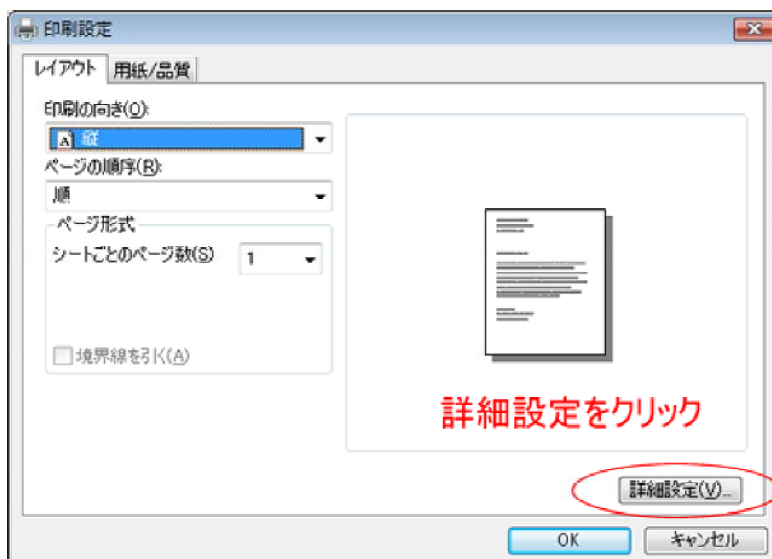 印刷設定
レイアウト 用紙/品質
印刷の向き(O):
縦
ページの順序(R):
順
ページ形式
シートごとのページ数(S) 1
境界線を引く(A)
詳細設定をクリック
詳細設定(V)...
OK キャンセル